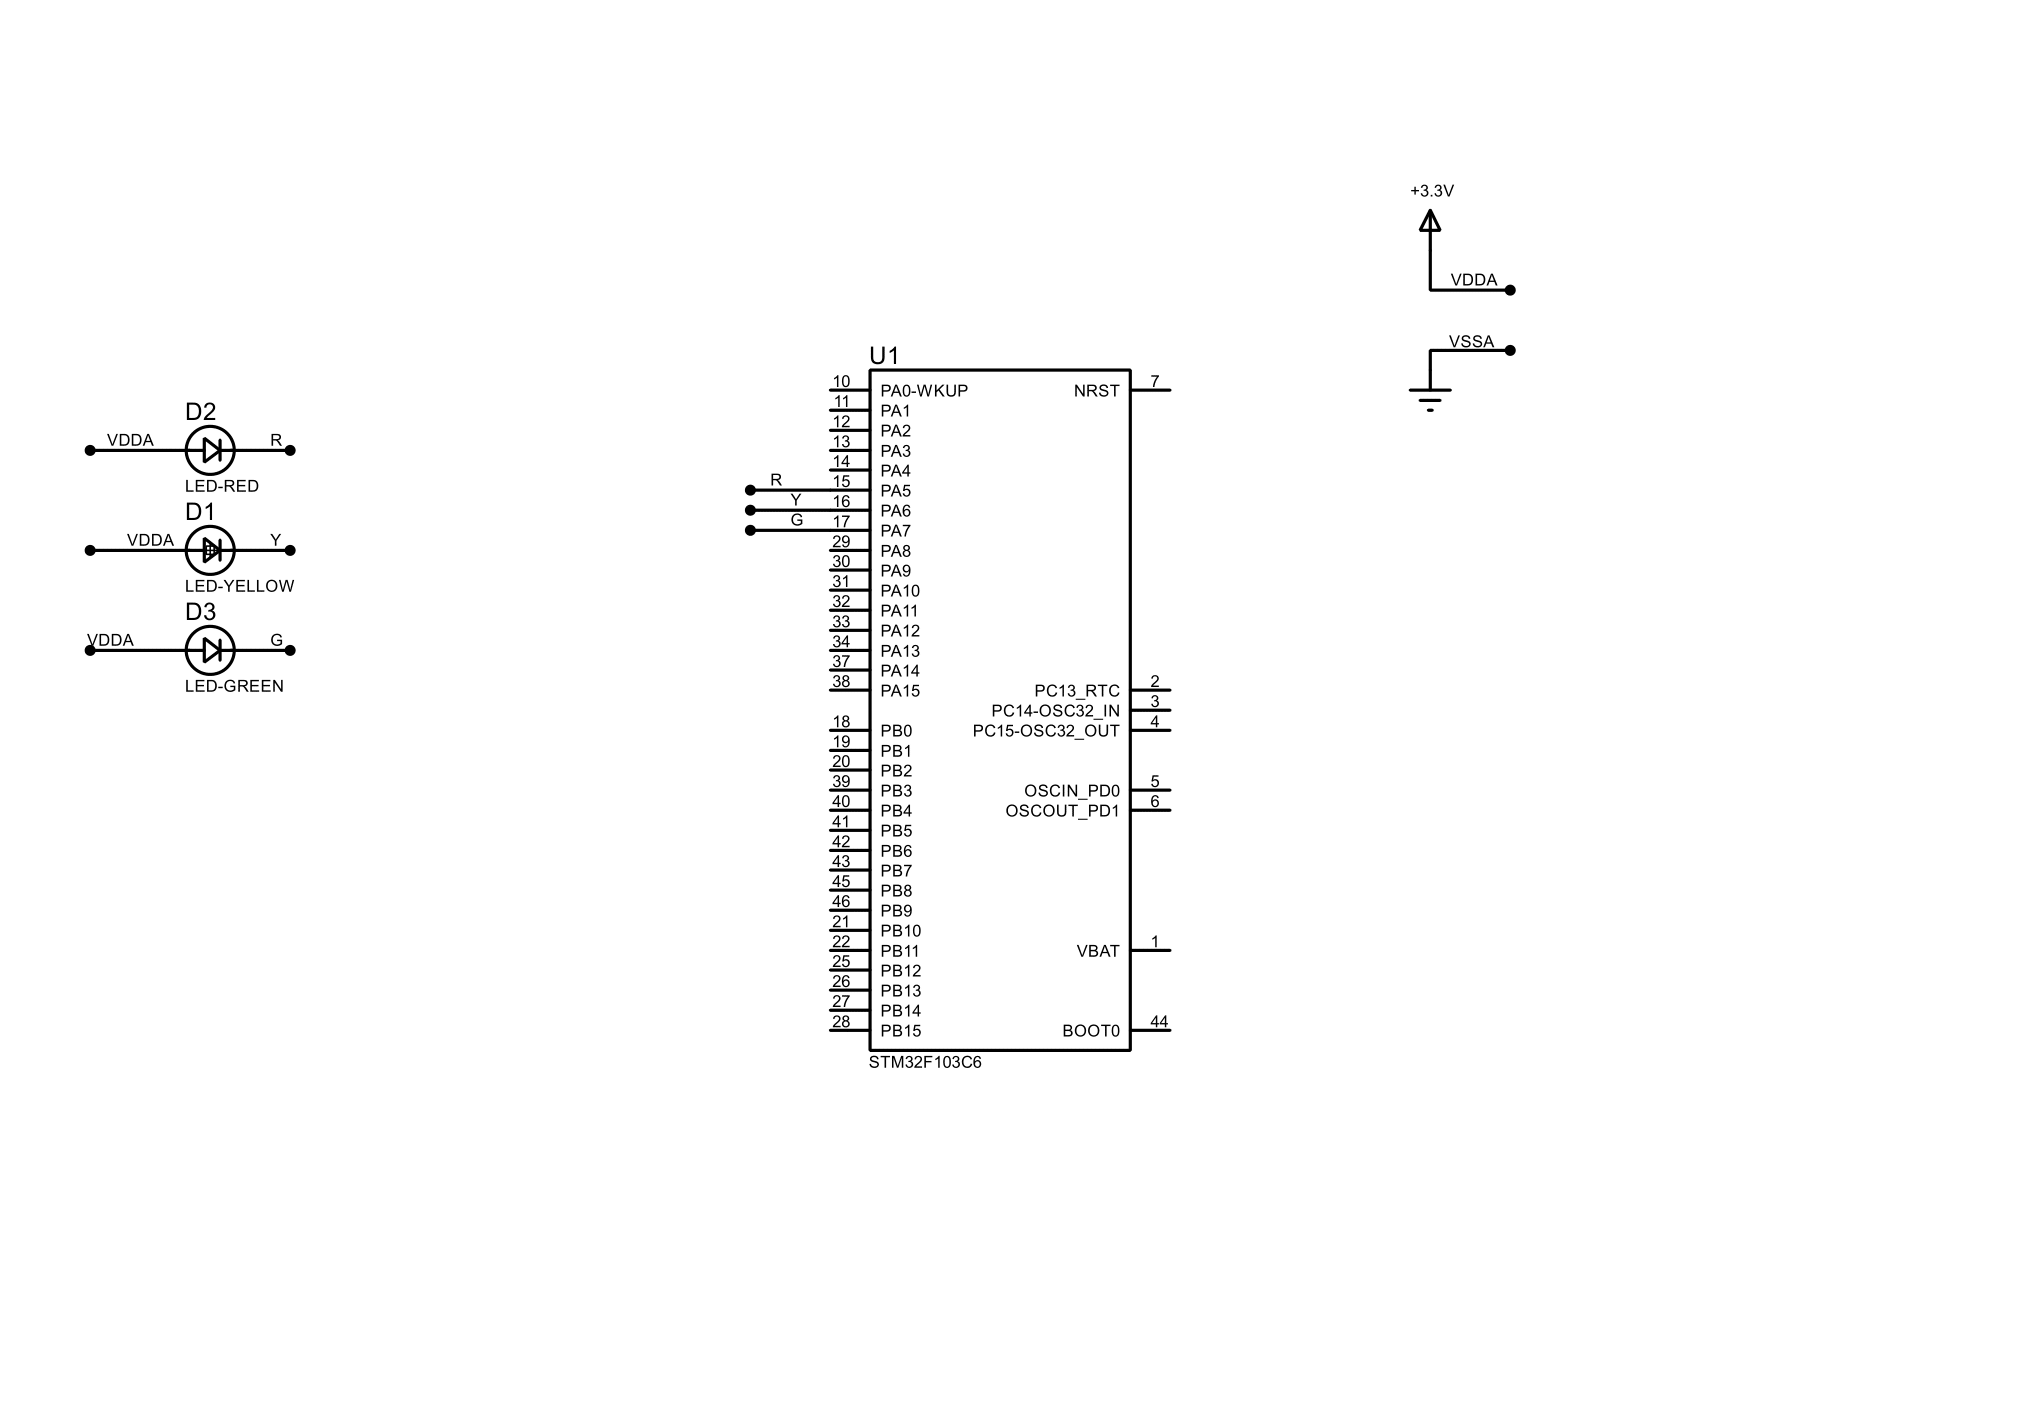 +3.3V
VDDA
VSSA
D2
VDDA R
LED-RED
D1
VDDA Y
LED-YELLOW
D3
VDDA G
LED-GREEN
R
Y
G
U1
10 PA0-WKUP NRST 7
11 PA1
12 PA2
13 PA3
14 PA4
15 PA5
16 PA6
17 PA7
29 PA8
30 PA9
31 PA10
32 PA11
33 PA12
34 PA13
37 PA14
38 PA15 PC13_RTC 2
PC14-OSC32_IN 3
18 PB0 PC15-OSC32_OUT 4
19 PB1
20 PB2
39 PB3 OSCIN_PD0 5
40 PB4 OSCOUT_PD1 6
41 PB5
42 PB6
43 PB7
45 PB8
46 PB9
21 PB10
22 PB11 VBAT 1
25 PB12
26 PB13
27 PB14
28 PB15 BOOT0 44
STM32F103C6